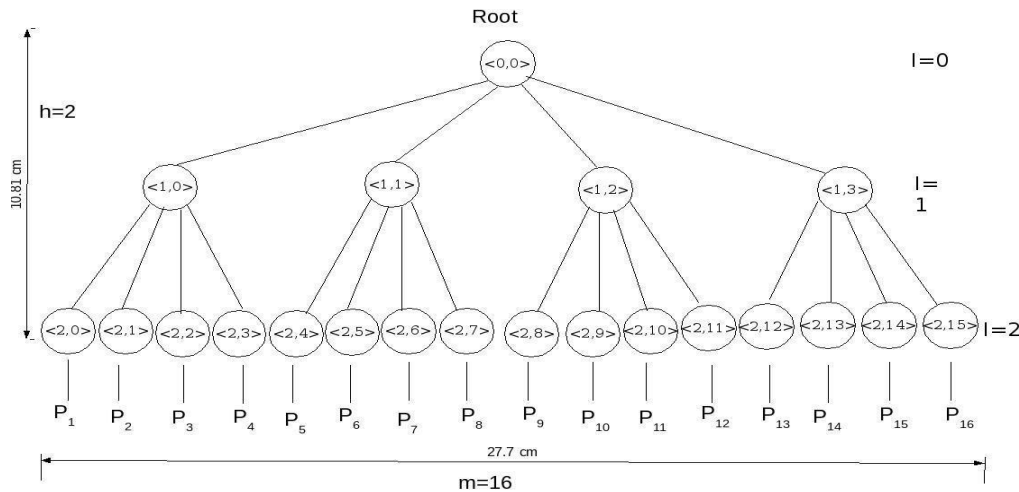 Root
<0,0>
l=0
h=2
10.81 cm
<1,0> <1,1> <1,2> <1,3>
l=
1
<2,0> <2,1> <2,2> <2,3> <2,4> <2,5> <2,6> <2,7> <2,8> <2,9> <2,10> <2,11> <2,12> <2,13> <2,14> <2,15>
l=2
P1 P2 P3 P4 P5 P6 P7 P8 P9 P10 P11 P12 P13 P14 P15 P16
27.7 cm
m=16